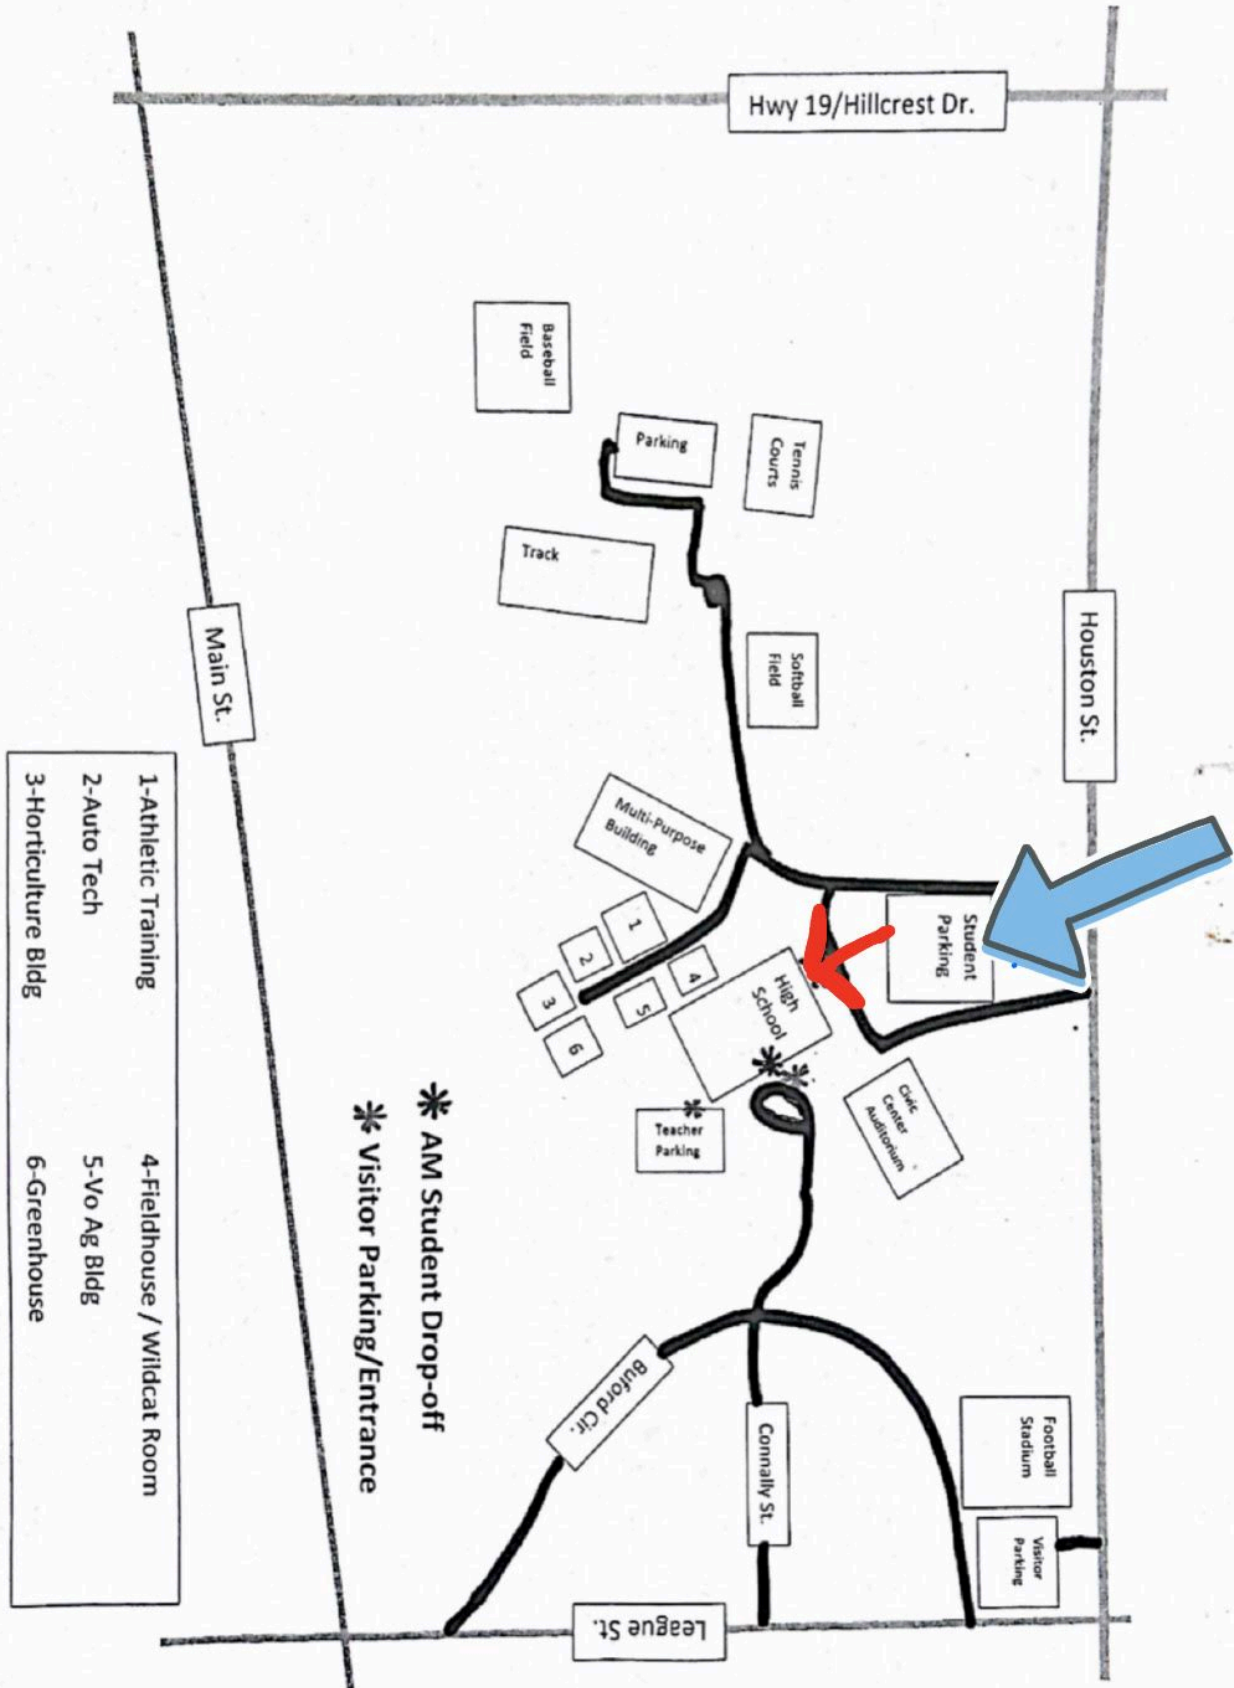 Hwy 19/Hillcrest Dr.
Baseball
Field
Parking
Tennis
Courts
Track
Houston St.
Main St.
Softball
Field
Multi-Purpose
Building
Student
Parking
1
2
3
4
5
6
High
School
Civic
Center
Auditorium
Teacher
Parking
AM Student Drop-off
Visitor Parking/Entrance
Buford Cir.
Connally St.
Football
Stadium
Visitor
Parking
League St.
1-Athletic Training
4-Fieldhouse / Wildcat Room
2-Auto Tech
5-Vo Ag Bldg
3-Horticulture Bldg
6-Greenhouse